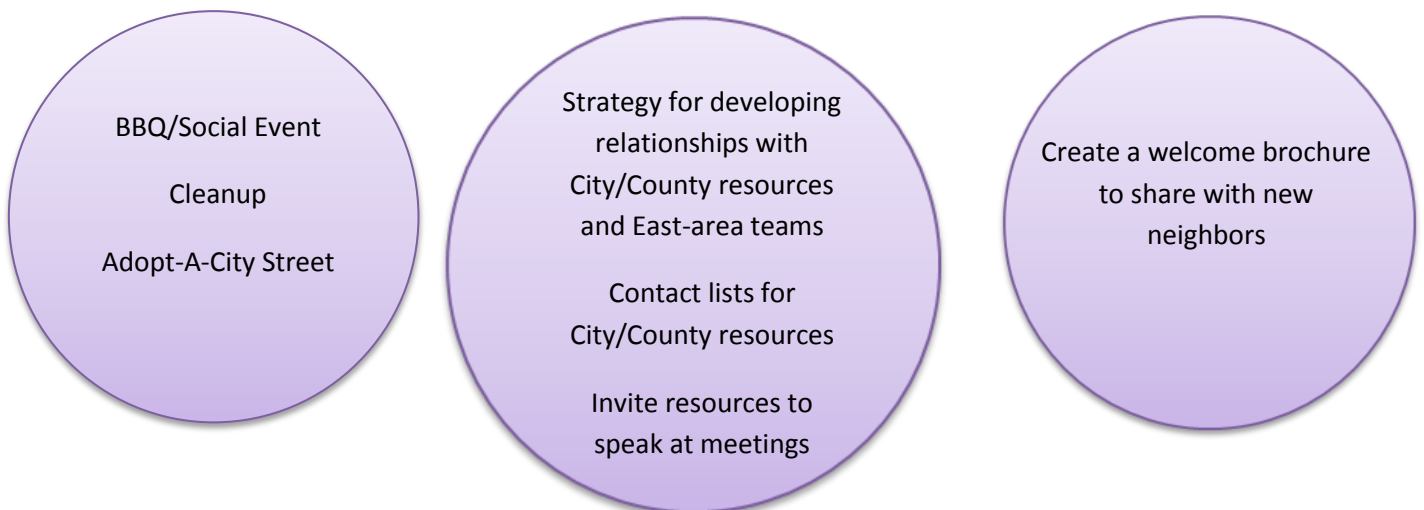 BBQ/Social Event
Cleanup
Adopt-A-City Street
Strategy for developing
relationships with
City/County resources
and East-area teams
Contact lists for
City/County resources
Invite resources to
speak at meetings
Create a welcome brochure
to share with new
neighbors